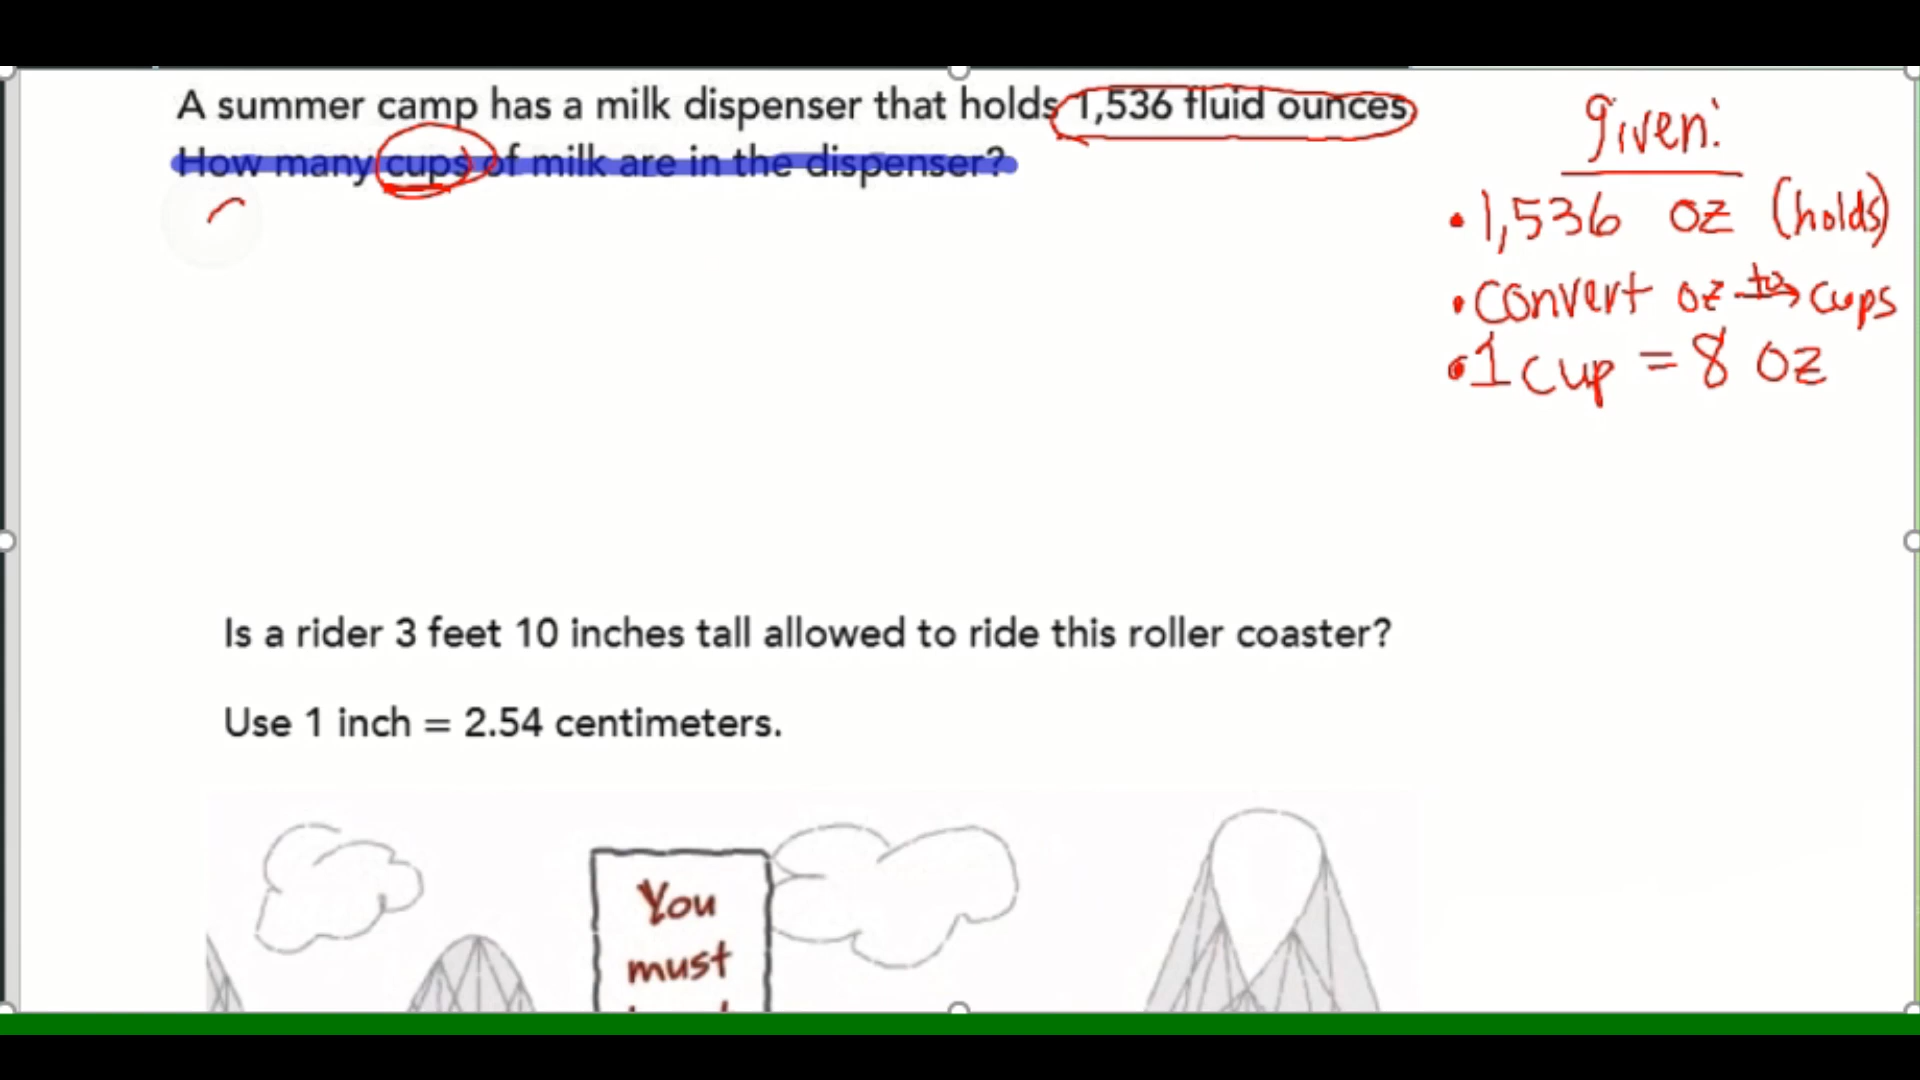 A summer camp has a milk dispenser that holds 1,536 fluid ounces.
How many cups of milk are in the dispenser?
given:
• 1,536 oz (holds)
• convert oz to→ cups
• 1 cup = 8 oz
Is a rider 3 feet 10 inches tall allowed to ride this roller coaster?
Use 1 inch = 2.54 centimeters.
You
must